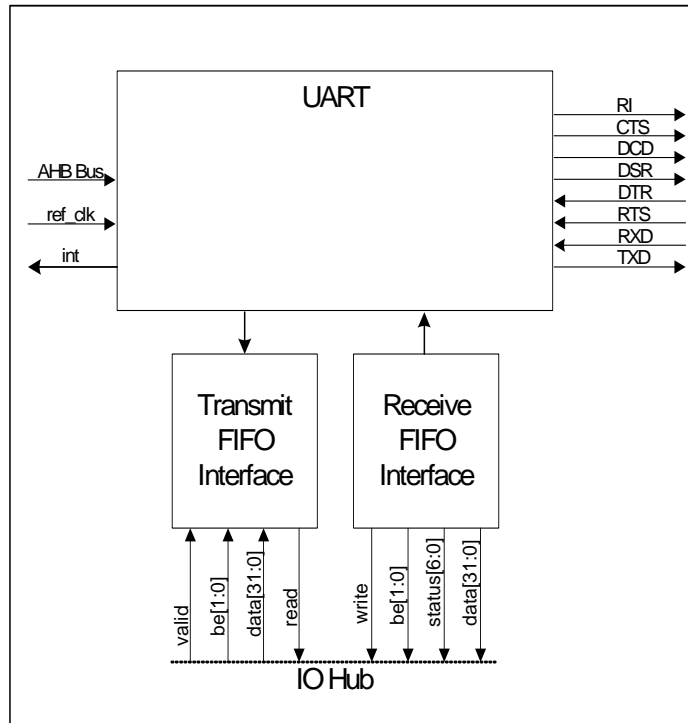 UART
RI
CTS
DCD
DSR
DTR
RTS
RXD
TXD
AHB Bus
ref_clk
int
Transmit
FIFO
Interface
Receive
FIFO
Interface
valid
be[1:0]
data[31:0]
read
write
be[1:0]
status[6:0]
data[31:0]
IO Hub